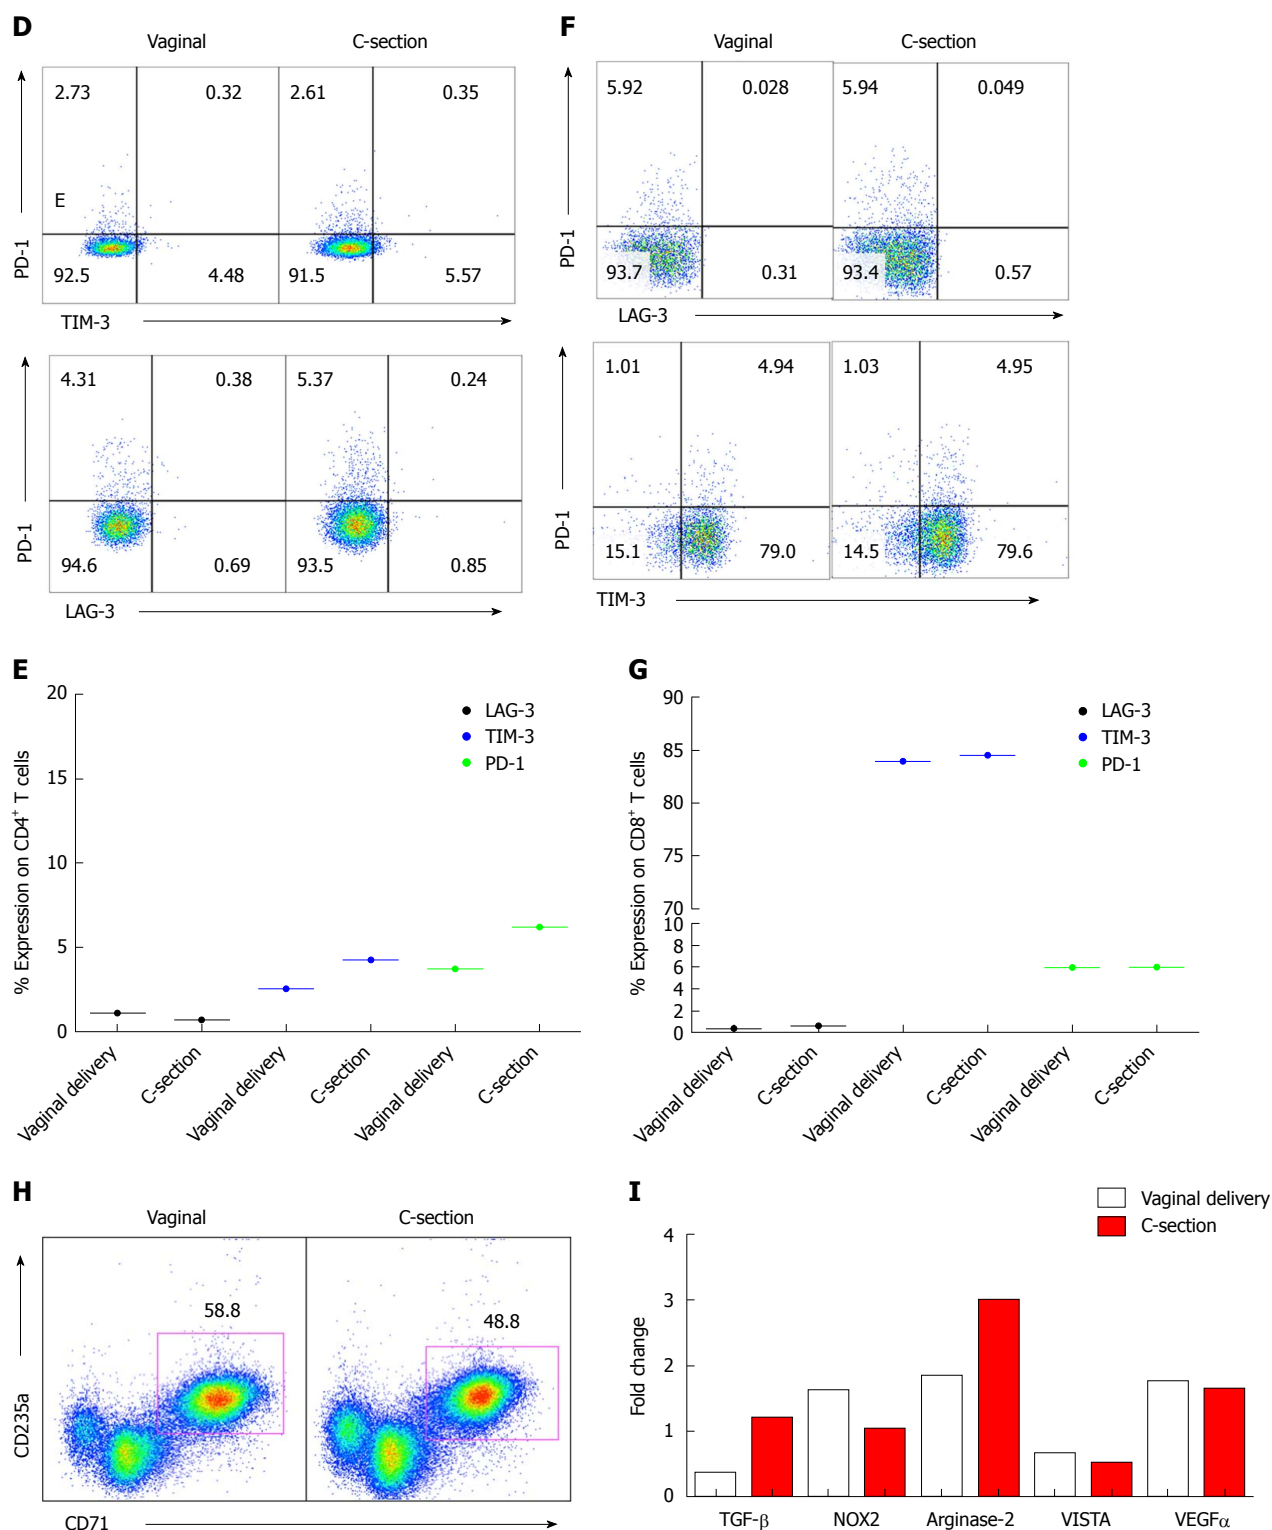 D
Vaginal C-section
2.73 0.32 2.61 0.35
E
92.5 4.48 91.5 5.57
PD-1
TIM-3
4.31 0.38 5.37 0.24
94.6 0.69 93.5 0.85
PD-1
LAG-3
F
Vaginal C-section
5.92 0.028 5.94 0.049
93.7 0.31 93.4 0.57
PD-1
LAG-3
1.01 4.94 1.03 4.95
15.1 79.0 14.5 79.6
PD-1
TIM-3
E
% Expression on CD4+ T cells
20
15
10
5
0
LAG-3
TIM-3
PD-1
Vaginal delivery
C-section
Vaginal delivery
C-section
Vaginal delivery
C-section
G
% Expression on CD8+ T cells
90
85
80
75
70
10
8
6
4
2
0
LAG-3
TIM-3
PD-1
Vaginal delivery
C-section
Vaginal delivery
C-section
Vaginal delivery
C-section
H
Vaginal C-section
58.8 48.8
CD235a
CD71
I
Vaginal delivery
C-section
Fold change
4
3
2
1
0
TGF-β NOX2 Arginase-2 VISTA VEGFα